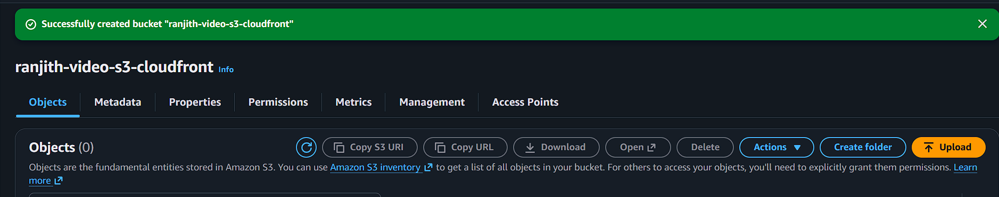 Successfully created bucket "ranjith-video-s3-cloudfront"
ranjith-video-s3-cloudfront Info
Objects Metadata Properties Permissions Metrics Management Access Points
Objects (0) Copy S3 URI Copy URL Download Open Delete Actions Create folder Upload
Objects are the fundamental entities stored in Amazon S3. You can use Amazon S3 inventory to get a list of all objects in your bucket. For others to access your objects, you'll need to explicitly grant them permissions. Learn
more